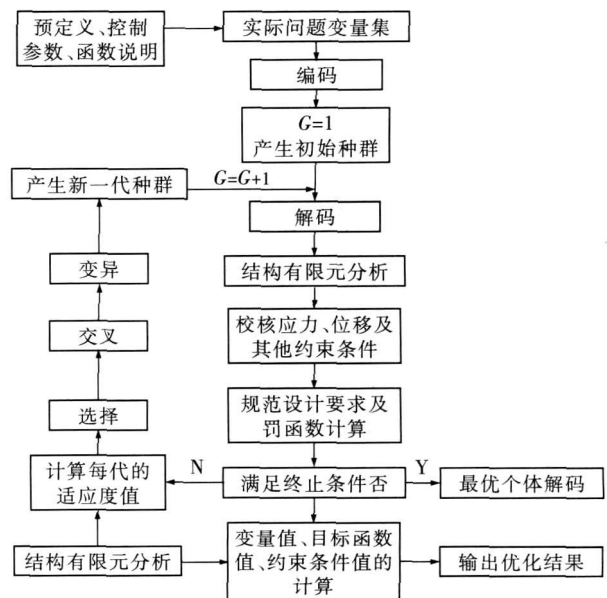 预定义、控制
参数、函数说明
实际问题变量集
编码
G=1
产生初始种群
产生新一代种群
G=G+1
解码
变异
结构有限元分析
交叉
校核应力、位移及
其他约束条件
选择
规范设计要求及
罚函数计算
计算每代的
适应度值
N
满足终止条件否
Y
最优个体解码
结构有限元分析
变量值、目标函数
值、约束条件值的
计算
输出优化结果